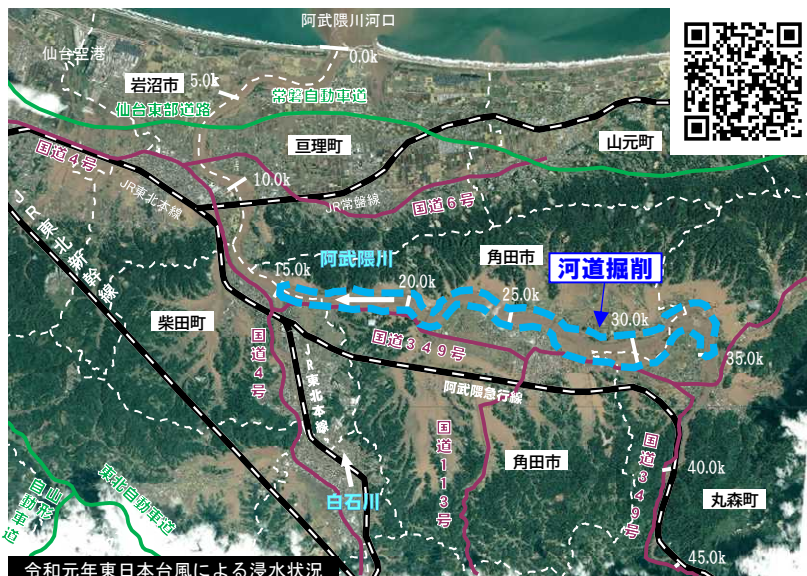 阿武隈川河口
0.0k
仙台空港
岩沼市
5.0k
仙台東部道路
常磐自動車道
亘理町
山元町
国道4号
10.0k
JR東北本線
JR常盤線
国道6号
JR東北新幹線
阿武隈川
角田市
河道掘削
15.0k
20.0k
25.0k
30.0k
35.0k
柴田町
国道4号
国道349号
JR東北本線
阿武隈急行線
国道113号
角田市
国道349号
40.0k
丸森町
白石川
山形自動車道
東北自動車道
45.0k
令和元年東日本台風による浸水状況